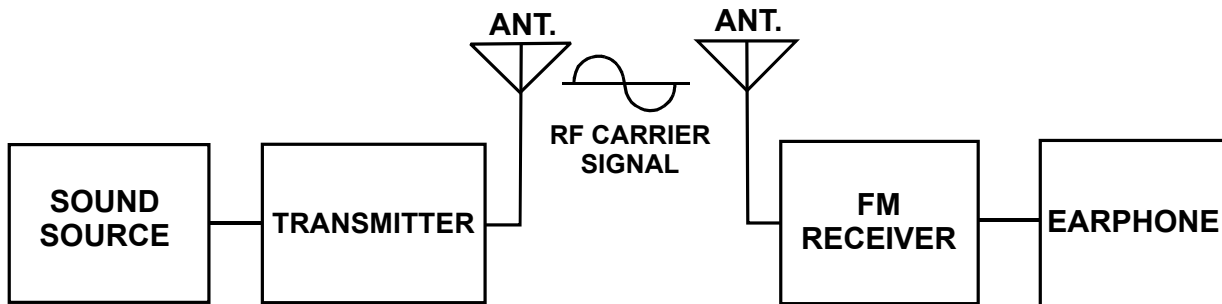 ANT.
ANT.
RF CARRIER
SIGNAL
SOUND
SOURCE
TRANSMITTER
FM
RECEIVER
EARPHONE